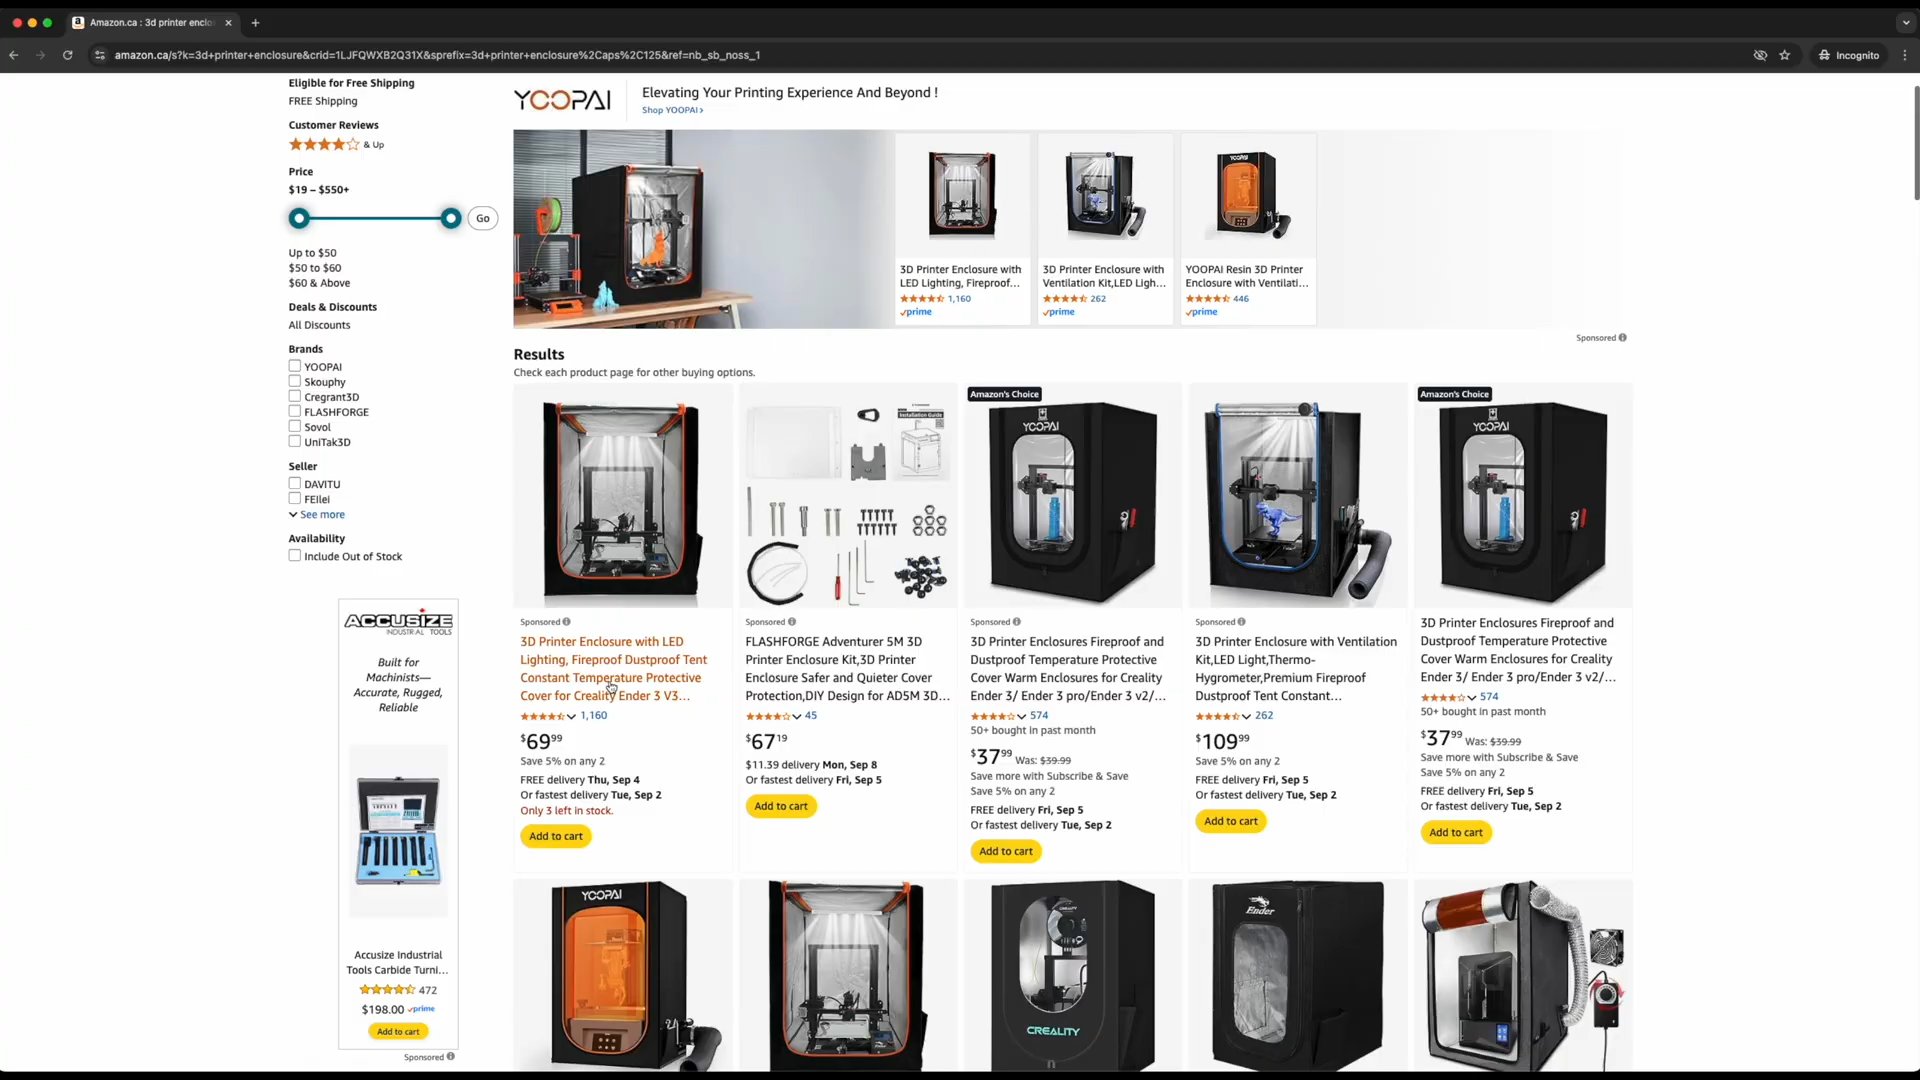 Amazon.ca : 3d printer enclo
amazon.ca/s?k=3d+printer+enclosure&crid=1LJFQWXB2Q31X&sprefix=3d+printer+enclosure%2Caps%2C125&ref=nb_sb_noss_1
Incognito
Eligible for Free Shipping
FREE Shipping
Customer Reviews
& Up
Price
$19 – $550+
Go
Up to $50
$50 to $60
$60 & Above
Deals & Discounts
All Discounts
Brands
YOOPAI
Skouphy
Cregrant3D
FLASHFORGE
Sovol
UniTak3D
Seller
DAVITU
FEIlei
See more
Availability
Include Out of Stock
ACCUSIZE
INDUSTRIAL TOOLS
Built for
Machinists—
Accurate, Rugged,
Reliable
Accusize Industrial
Tools Carbide Turni...
472
$198.00 prime
Add to cart
Sponsored
YOOPAI
Elevating Your Printing Experience And Beyond !
Shop YOOPAI
3D Printer Enclosure with
LED Lighting, Fireproof...
1,160
prime
3D Printer Enclosure with
Ventilation Kit,LED Ligh...
262
prime
YOOPAI
YOOPAI Resin 3D Printer
Enclosure with Ventilati...
446
prime
Sponsored
Results
Check each product page for other buying options.
Sponsored
3D Printer Enclosure with LED
Lighting, Fireproof Dustproof Tent
Constant Temperature Protective
Cover for Creality Ender 3 V3...
1,160
$69.99
Save 5% on any 2
FREE delivery Thu, Sep 4
Or fastest delivery Tue, Sep 2
Only 3 left in stock.
Add to cart
Installation Guide
Sponsored
FLASHFORGE Adventurer 5M 3D
Printer Enclosure Kit,3D Printer
Enclosure Safer and Quieter Cover
Protection,DIY Design for AD5M 3D...
45
$67.19
$11.39 delivery Mon, Sep 8
Or fastest delivery Fri, Sep 5
Add to cart
Amazon's Choice
YOOPAI
Sponsored
3D Printer Enclosures Fireproof and
Dustproof Temperature Protective
Cover Warm Enclosures for Creality
Ender 3/ Ender 3 pro/Ender 3 v2/...
574
50+ bought in past month
$37.99 Was: $39.99
Save more with Subscribe & Save
Save 5% on any 2
FREE delivery Fri, Sep 5
Or fastest delivery Tue, Sep 2
Add to cart
Sponsored
3D Printer Enclosure with Ventilation
Kit,LED Light,Thermo-
Hygrometer,Premium Fireproof
Dustproof Tent Constant...
262
$109.99
Save 5% on any 2
FREE delivery Fri, Sep 5
Or fastest delivery Tue, Sep 2
Add to cart
Amazon's Choice
YOOPAI
3D Printer Enclosures Fireproof and
Dustproof Temperature Protective
Cover Warm Enclosures for Creality
Ender 3/ Ender 3 pro/Ender 3 v2/...
574
50+ bought in past month
$37.99 Was: $39.99
Save more with Subscribe & Save
Save 5% on any 2
FREE delivery Fri, Sep 5
Or fastest delivery Tue, Sep 2
Add to cart
YOOPAI
CREALITY
Ender